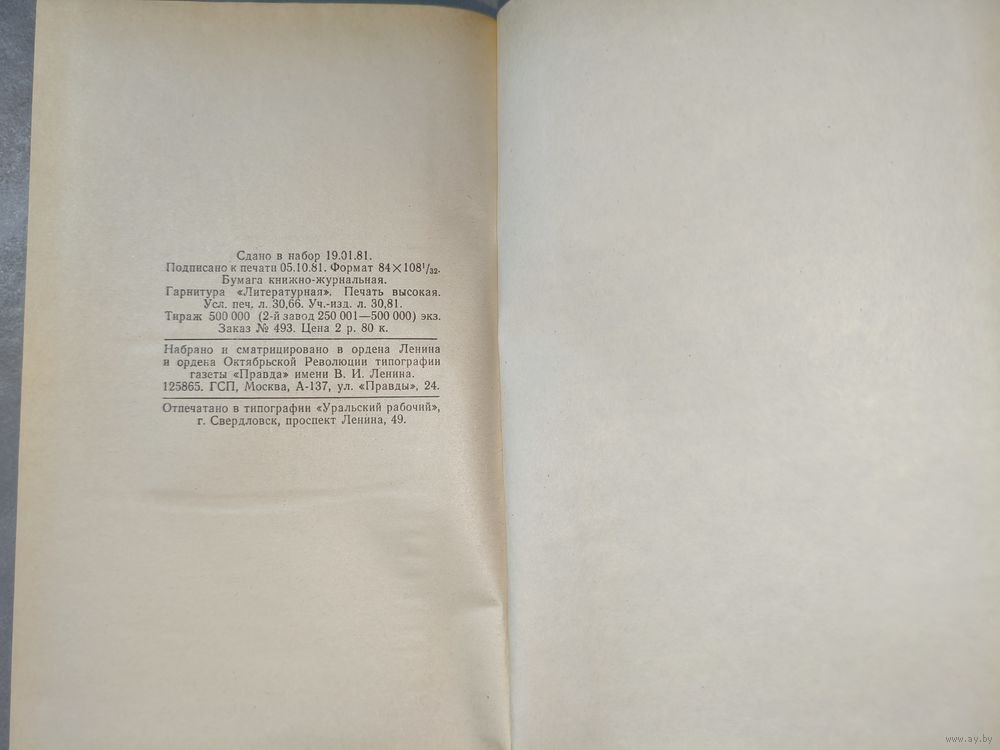 Сдано в набор 19.01.81.
Подписано к печати 05.10.81. Формат 84×108¹/₃₂.
Бумага книжно-журнальная.
Гарнитура «Литературная». Печать высокая.
Усл. печ. л. 30,66. Уч.-изд. л. 30,81.
Тираж 500 000 (2-й завод 250 001—500 000) экз.
Заказ № 493. Цена 2 р. 80 к.
Набрано и сматрицировано в ордена Ленина
и ордена Октябрьской Революции типографии
газеты «Правда» имени В. И. Ленина.
125865. ГСП, Москва, А-137, ул. «Правды», 24.
Отпечатано в типографии «Уральский рабочий»,
г. Свердловск, проспект Ленина, 49.
www.ay.by